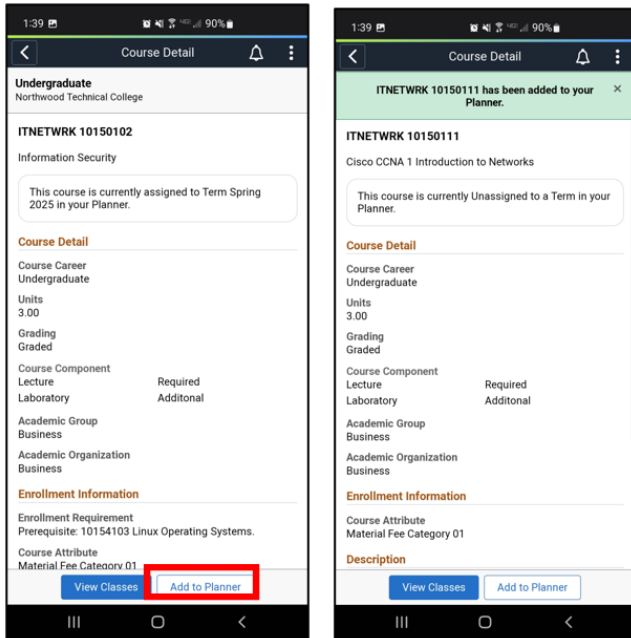 1:39 90%
Course Detail
Undergraduate
Northwood Technical College
ITNETWRK 10150102
Information Security
This course is currently assigned to Term Spring
2025 in your Planner.
Course Detail
Course Career
Undergraduate
Units
3.00
Grading
Graded
Course Component
Lecture Required
Laboratory Additonal
Academic Group
Business
Academic Organization
Business
Enrollment Information
Enrollment Requirement
Prerequisite: 10154103 Linux Operating Systems.
Course Attribute
Material Fee Category 01
View Classes Add to Planner
1:39 90%
Course Detail
ITNETWRK 10150111 has been added to your
Planner.
ITNETWRK 10150111
Cisco CCNA 1 Introduction to Networks
This course is currently Unassigned to a Term in your
Planner.
Course Detail
Course Career
Undergraduate
Units
3.00
Grading
Graded
Course Component
Lecture Required
Laboratory Additonal
Academic Group
Business
Academic Organization
Business
Enrollment Information
Course Attribute
Material Fee Category 01
Description
View Classes Add to Planner